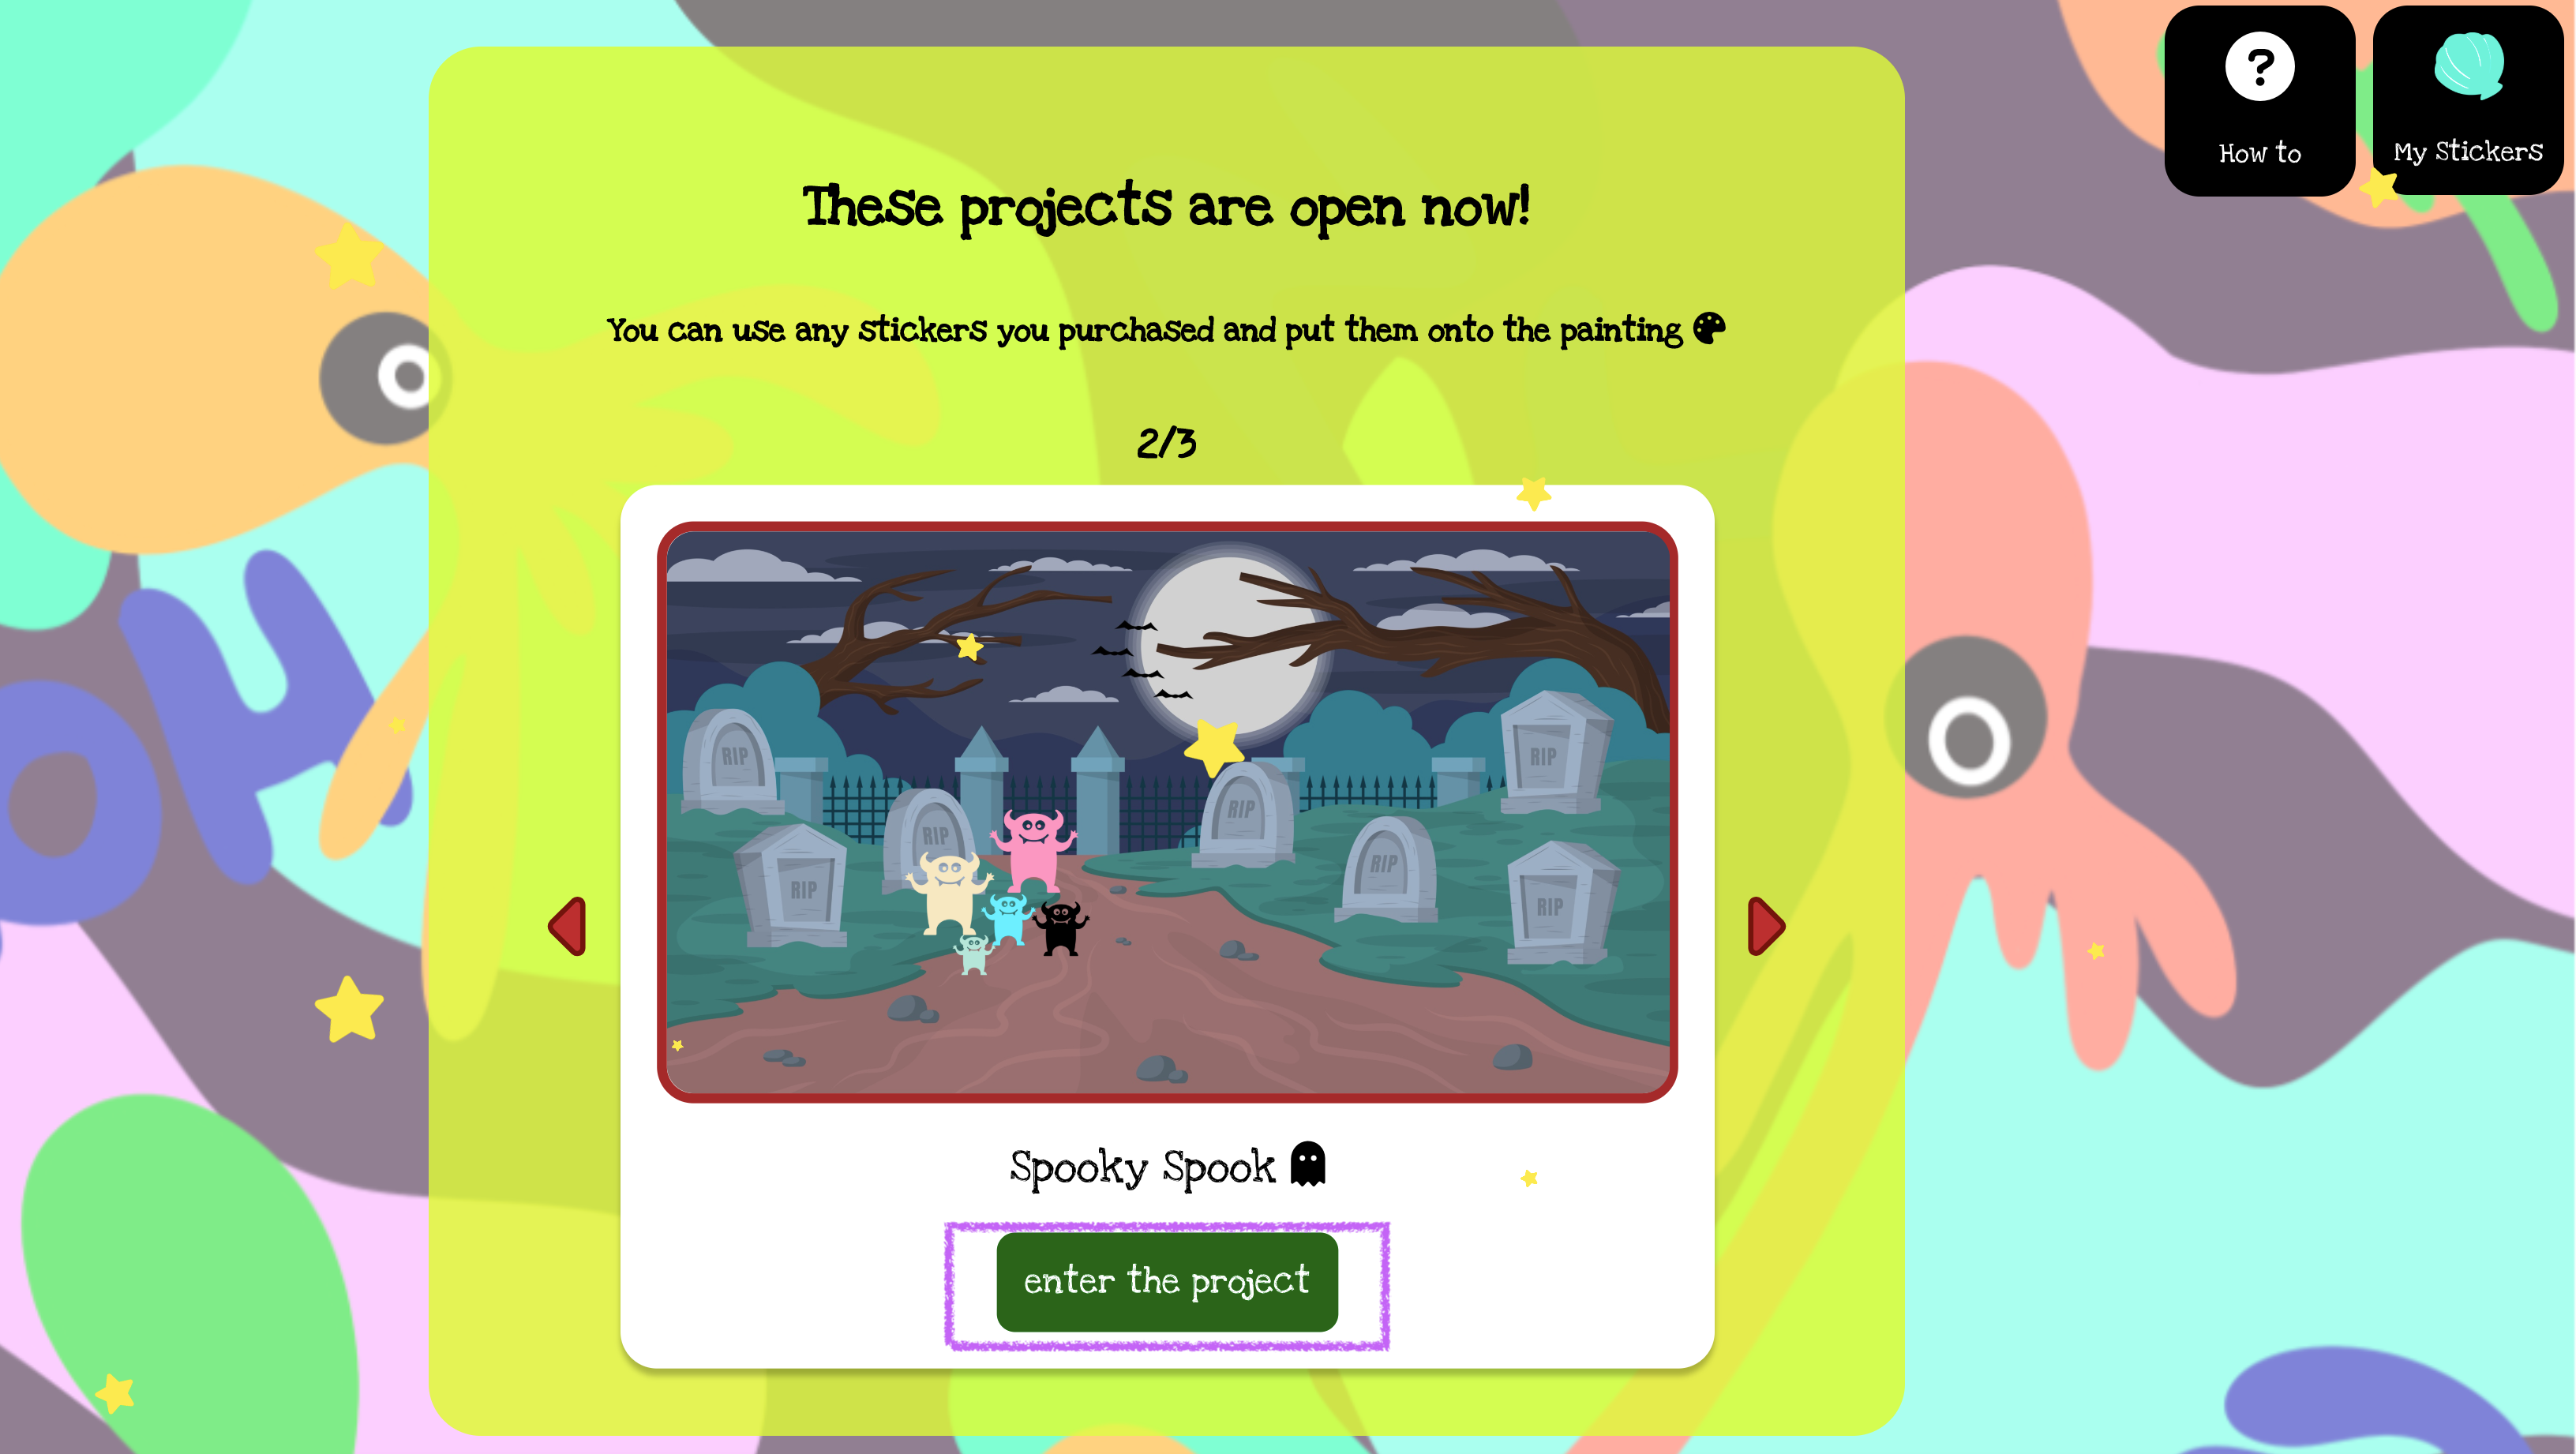 How to
My Stickers
These projects are open now!
You can use any stickers you purchased and put them onto the painting
2/3
RIP
RIP
RIP
RIP
RIP
RIP
RIP
Spooky Spook
enter the project